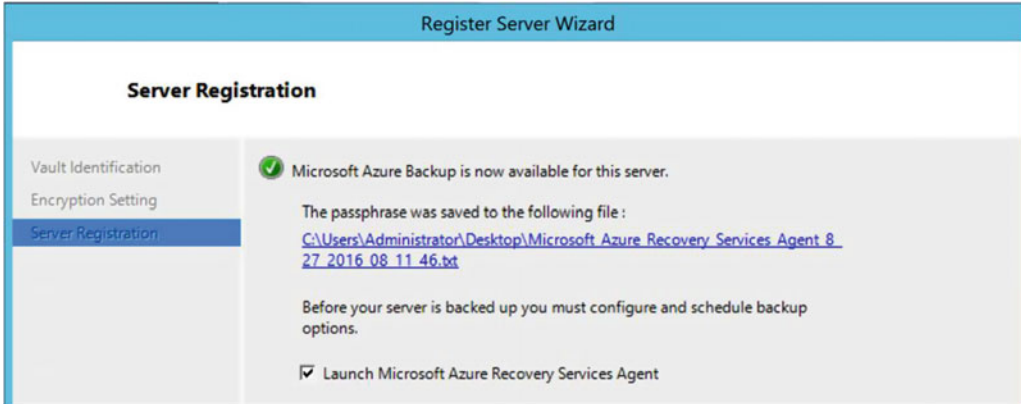 Register Server Wizard
Server Registration
Vault Identification
Encryption Setting
Server Registration
Microsoft Azure Backup is now available for this server.
The passphrase was saved to the following file :
C:\Users\Administrator\Desktop\Microsoft Azure Recovery Services Agent 8
27 2016 08 11 46.txt
Before your server is backed up you must configure and schedule backup
options.
Launch Microsoft Azure Recovery Services Agent